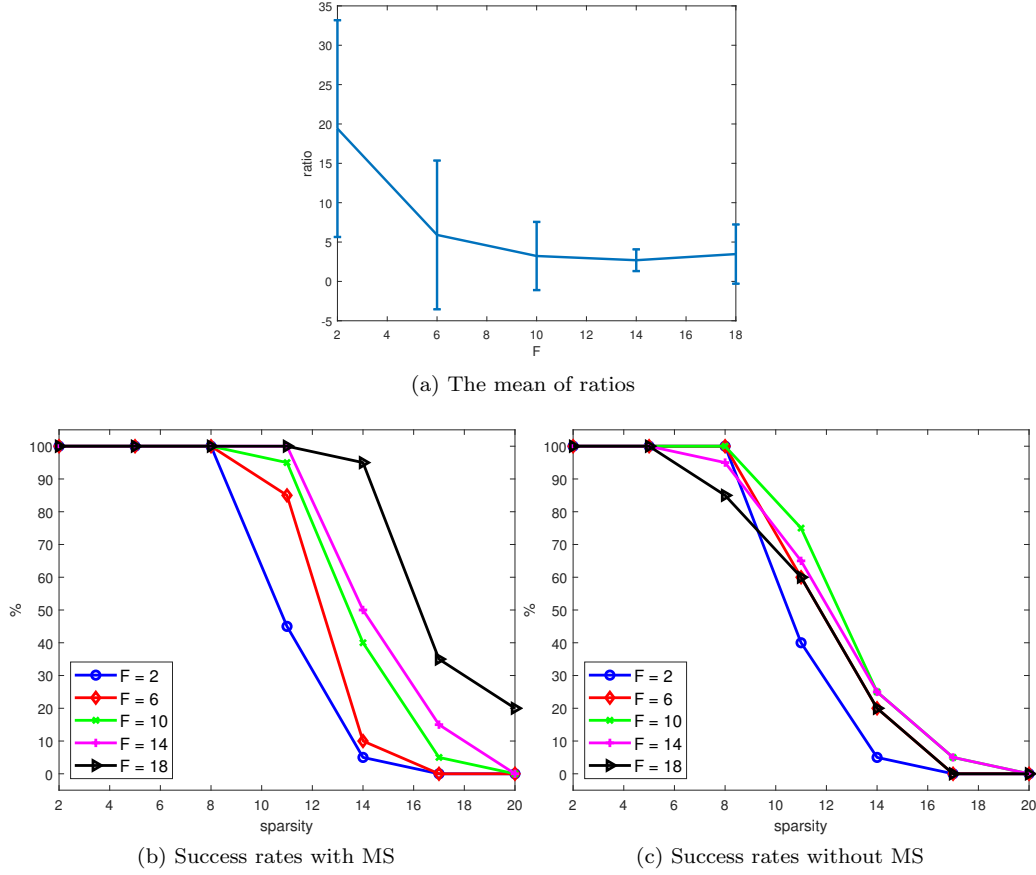 35
30
25
20
15
10
5
0
-5
ratio
2 4 6 8 10 12 14 16 18
F
(a) The mean of ratios
100
90
80
70
60
50
40
30
20
10
0
%
F = 2
F = 6
F = 10
F = 14
F = 18
2 4 6 8 10 12 14 16 18 20
sparsity
(b) Success rates with MS
100
90
80
70
60
50
40
30
20
10
0
%
F = 2
F = 6
F = 10
F = 14
F = 18
2 4 6 8 10 12 14 16 18 20
sparsity
(c) Success rates without MS